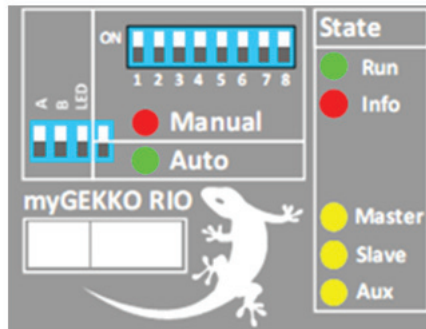 ON
1 2 3 4 5 6 7 8
A
B
LED
Manual
Auto
myGEKKO RIO
State
Run
Info
Master
Slave
Aux